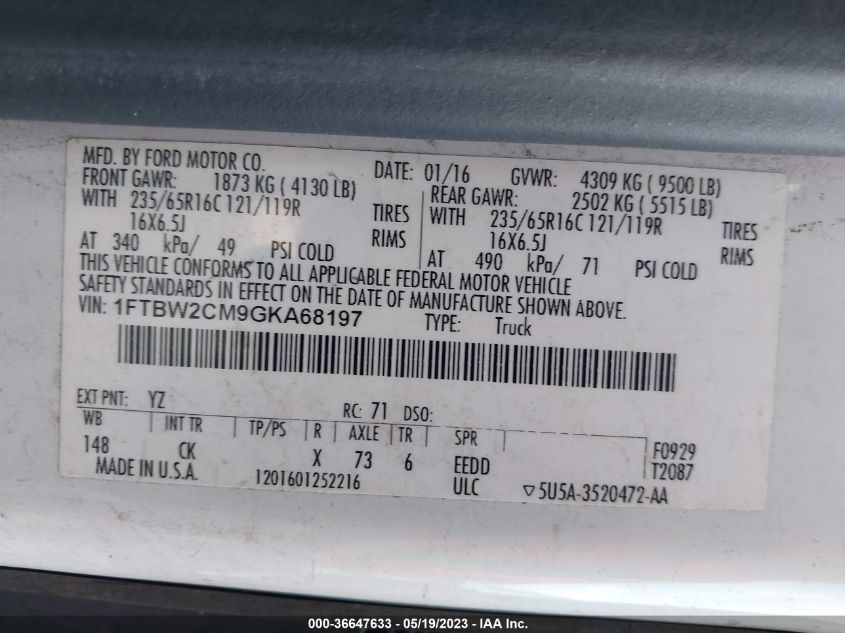 MFD. BY FORD MOTOR CO. DATE: 01/16 GVWR: 4309 KG ( 9500 LB)
FRONT GAWR: 1873 KG ( 4130 LB) REAR GAWR: 2502 KG ( 5515 LB)
WITH 235/65R16C 121/119R TIRES WITH 235/65R16C 121/119R TIRES
16X6.5J RIMS 16X6.5J RIMS
AT 340 kPa/ 49 PSI COLD AT 490 kPa/ 71 PSI COLD
THIS VEHICLE CONFORMS TO ALL APPLICABLE FEDERAL MOTOR VEHICLE
SAFETY STANDARDS IN EFFECT ON THE DATE OF MANUFACTURE SHOWN ABOVE.
VIN: 1FTBW2CM9GKA68197 TYPE: Truck
EXT PNT: YZ RC: 71 DSO:
WB INT TR TP/PS R AXLE TR SPR F0929
148 CK X 73 6 EEDD T2087
MADE IN U.S.A. 1201601252216 ULC ▽5U5A-3520472-AA
000-36647633 - 05/19/2023 - IAA Inc.